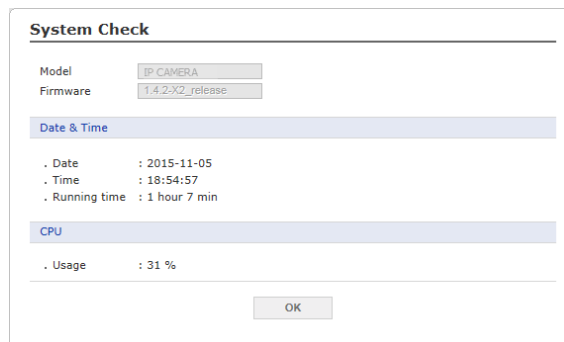 System Check
Model IP CAMERA
Firmware 1.4.2-X2_release
Date & Time
. Date : 2015-11-05
. Time : 18:54:57
. Running time : 1 hour 7 min
CPU
. Usage : 31 %
OK